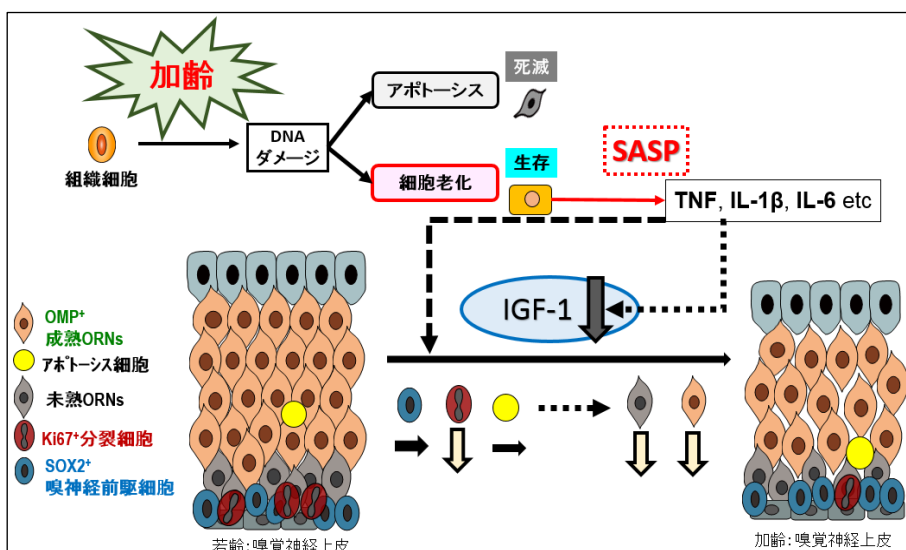 加齢
組織細胞
DNA
ダメージ
アポトーシス
死滅
細胞老化
生存
SASP
TNF, IL-1β, IL-6 etc
IGF-1
OMP+
成熟ORNs
アポトーシス細胞
未熟ORNs
Ki67+分裂細胞
SOX2+
嗅神経前駆細胞
若齢:嗅覚神経上皮
加齢:嗅覚神経上皮